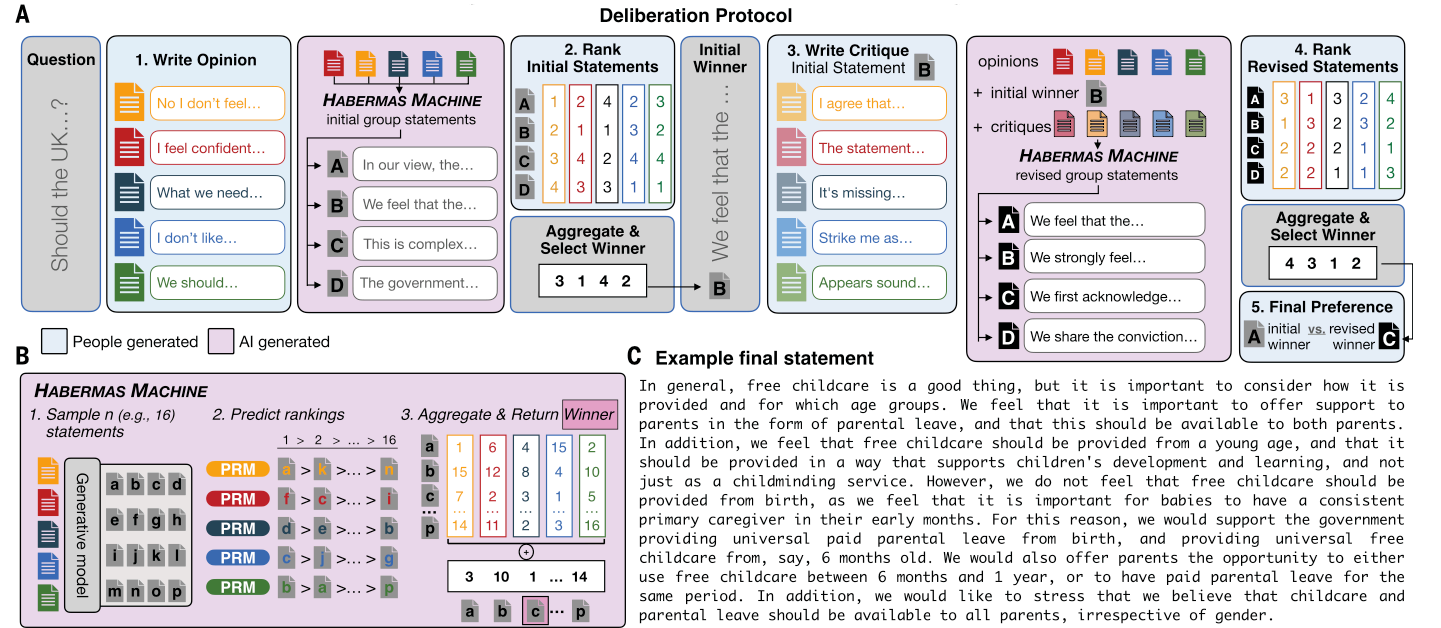 A
Deliberation Protocol
Question
Should the UK...?
1. Write Opinion
No I don't feel...
I feel confident...
What we need...
I don't like...
We should...
HABERMAS MACHINE
initial group statements
A In our view, the...
B We feel that the...
C This is complex...
D The government...
2. Rank
Initial Statements
A 1 2 4 2 3
B 2 1 1 3 2
C 3 4 2 4 4
D 4 3 3 1 1
Aggregate &
Select Winner
3 1 4 2
Initial
Winner
We feel that the ...
B
3. Write Critique
Initial Statement B
I agree that...
The statement...
It's missing...
Strike me as...
Appears sound...
opinions
+ initial winner B
+ critiques
HABERMAS MACHINE
revised group statements
A We feel that the...
B We strongly feel...
C We first acknowledge...
D We share the conviction...
4. Rank
Revised Statements
A 3 1 3 2 4
B 1 3 2 3 2
C 2 2 2 1 1
D 2 2 1 1 3
Aggregate &
Select Winner
4 3 1 2
5. Final Preference
A initial winner vs. revised winner C
People generated
AI generated
B
HABERMAS MACHINE
1. Sample n (e.g., 16)
statements
Generative model
a b c d
e f g h
i j k l
m n o p
2. Predict rankings
1 > 2 > ... > 16
PRM a > k >... > n
PRM f > c >... > i
PRM d > e >... > b
PRM c > j >... > g
PRM b > a >... > p
3. Aggregate & Return Winner
a 1 6 4 15 2
b 15 12 8 4 10
c 7 2 3 1 5
... ... ... ... ... ...
p 14 11 2 3 16
+
3 10 1 ... 14
a b c ... p
C
Example final statement
In general, free childcare is a good thing, but it is important to consider how it is
provided and for which age groups. We feel that it is important to offer support to
parents in the form of parental leave, and that this should be available to both parents.
In addition, we feel that free childcare should be provided from a young age, and that it
should be provided in a way that supports children's development and learning, and not
just as a childminding service. However, we do not feel that free childcare should be
provided from birth, as we feel that it is important for babies to have a consistent
primary caregiver in their early months. For this reason, we would support the government
providing universal paid parental leave from birth, and providing universal free
childcare from, say, 6 months old. We would also offer parents the opportunity to either
use free childcare between 6 months and 1 year, or to have paid parental leave for the
same period. In addition, we would like to stress that we believe that childcare and
parental leave should be available to all parents, irrespective of gender.